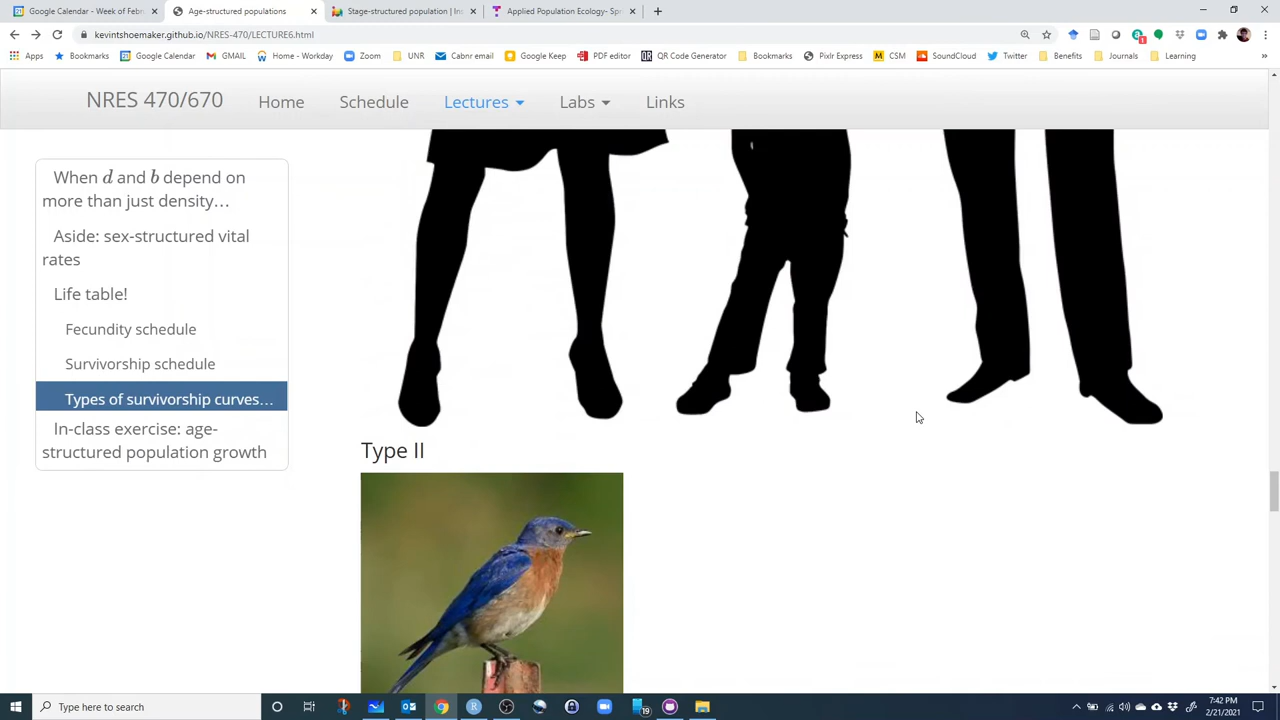 Google Calendar - Week of Febru
Age-structured populations
Stage-structured population | Ins
Applied Population Ecology- Spr
kevintshoemaker.github.io/NRES-470/LECTURE6.html
Apps
Bookmarks
Google Calendar
GMAIL
Home - Workday
Zoom
UNR
Cabnr email
Google Keep
PDF editor
QR Code Generator
Bookmarks
Pixlr Express
CSM
SoundCloud
Twitter
Benefits
Journals
Learning
NRES 470/670
Home
Schedule
Lectures
Labs
Links
When d and b depend on
more than just density…
Aside: sex-structured vital
rates
Life table!
Fecundity schedule
Survivorship schedule
Types of survivorship curves…
In-class exercise: age-
structured population growth
Type II
Type here to search
19
7:42 PM
2/21/2021